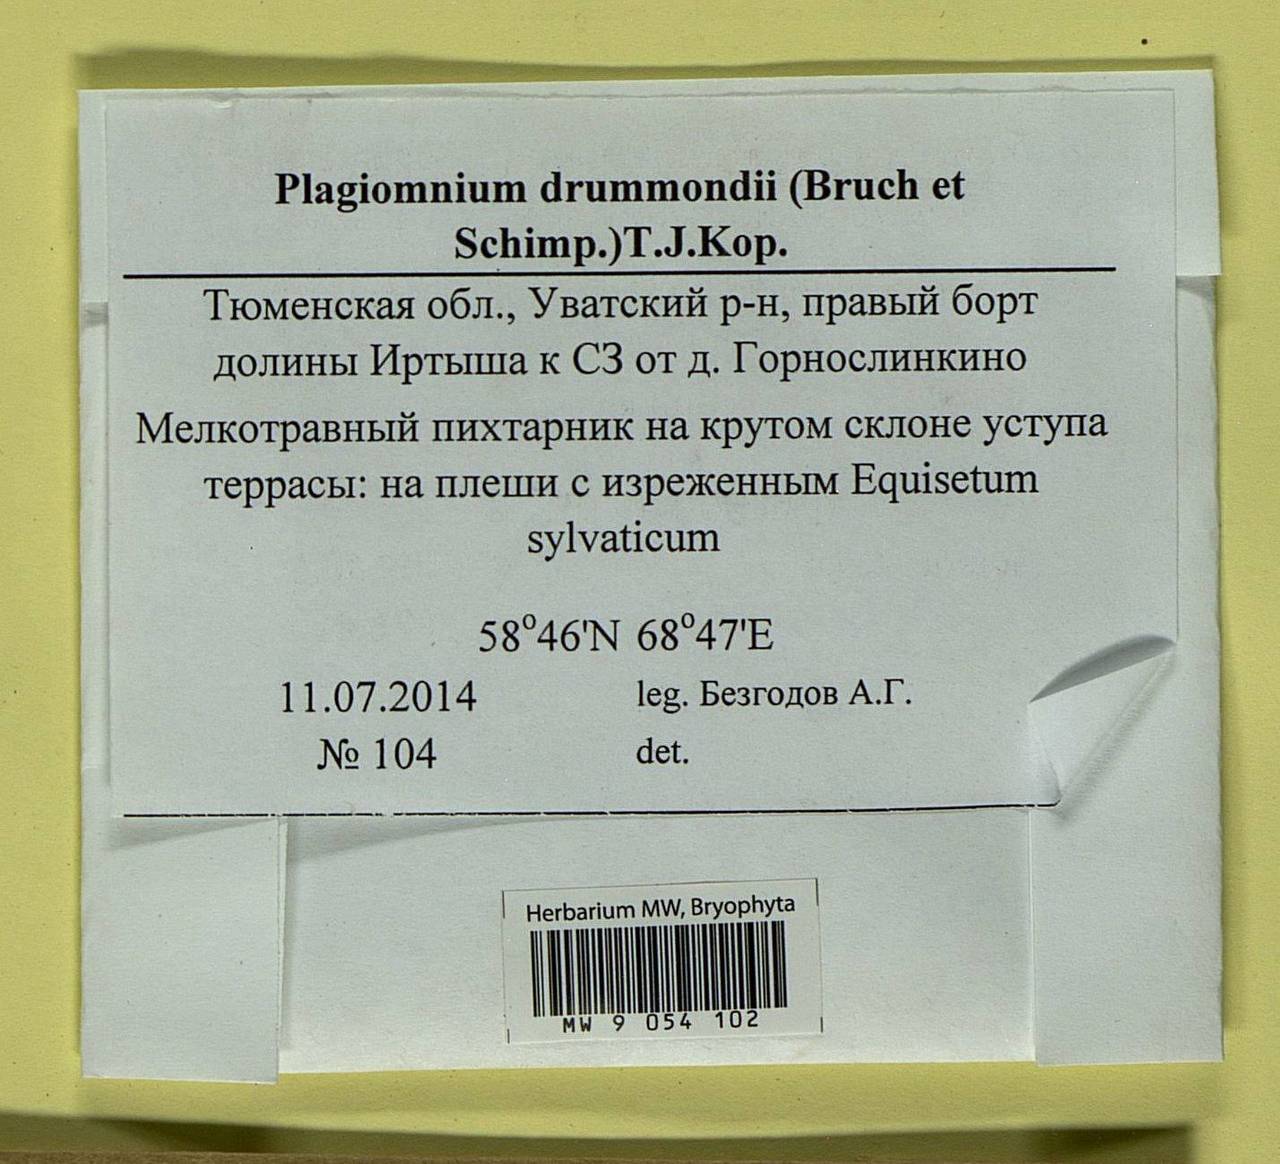 Plagiomnium drummondii (Bruch et
Schimp.)T.J.Kop.
Тюменская обл., Уватский р-н, правый борт
долины Иртыша к СЗ от д. Горнослинкино
Мелкотравный пихтарник на крутом склоне уступа
террасы: на плеши с изреженным Equisetum
sylvaticum
58°46'N 68°47'E
11.07.2014 leg. Безгодов А.Г.
№ 104 det.
Herbarium MW, Bryophyta
MW 9 054 102